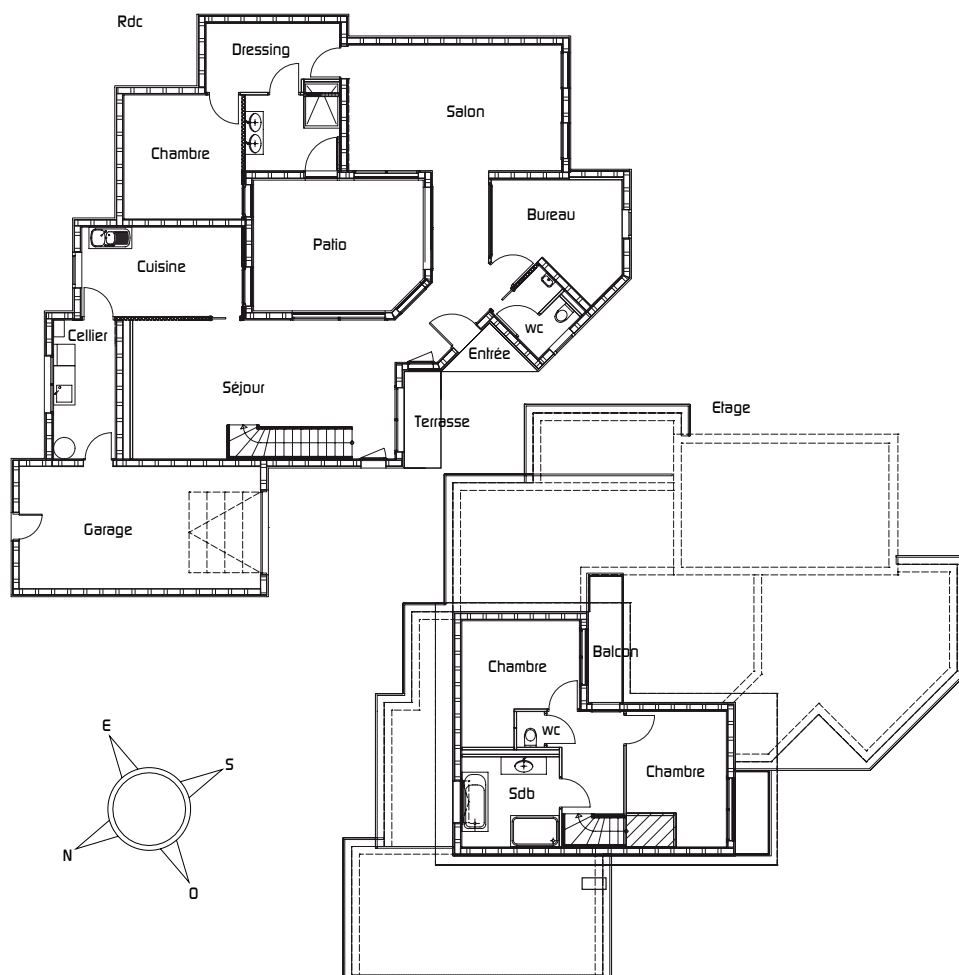 Rdc
Dressing
Salon
Chambre
Bureau
Patio
Cuisine
wc
Cellier
Entrée
Séjour
Terrasse
Garage
Etage
Balcon
Chambre
wc
Chambre
Sdb
E
S
N
O